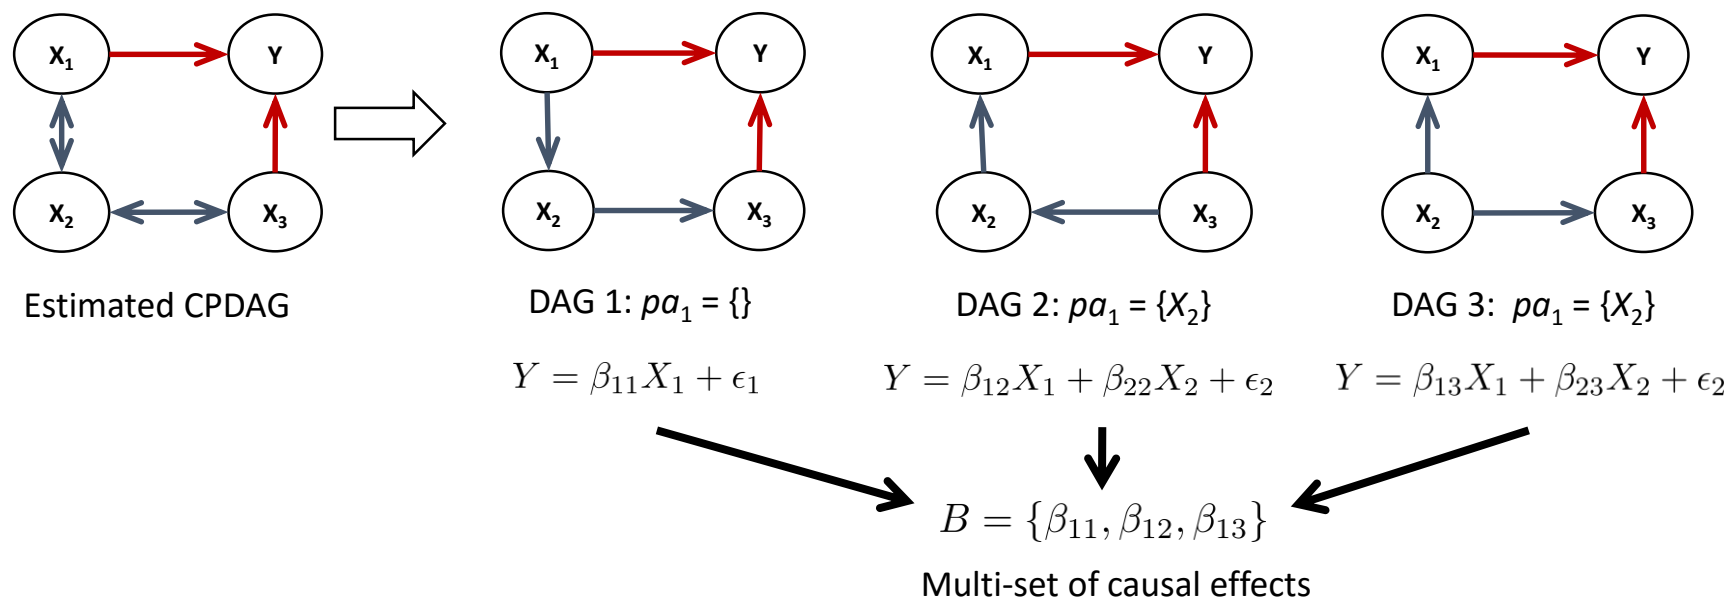 X₁ Y X₂ X₃
Estimated CPDAG
X₁ Y X₂ X₃
DAG 1: pa₁ = {}
Y = β₁₁X₁ + ϵ₁
X₁ Y X₂ X₃
DAG 2: pa₁ = {X₂}
Y = β₁₂X₁ + β₂₂X₂ + ϵ₂
X₁ Y X₂ X₃
DAG 3: pa₁ = {X₂}
Y = β₁₃X₁ + β₂₃X₂ + ϵ₂
B = {β₁₁, β₁₂, β₁₃}
Multi-set of causal effects